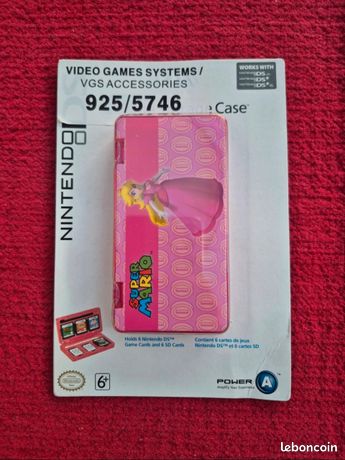 VIDEO GAMES SYSTEMS/
VGS ACCESSORIES
925/5746
Case
WORKS WITH
NINTENDO
SUPER
MARIO
Holds 6 Nintendo DS™
Game Cards and 6 SD Cards
Contient 6 cartes de jeux
Nintendo DS™ et 6 cartes SD
Nintendo
6+
POWER A
leboncoin